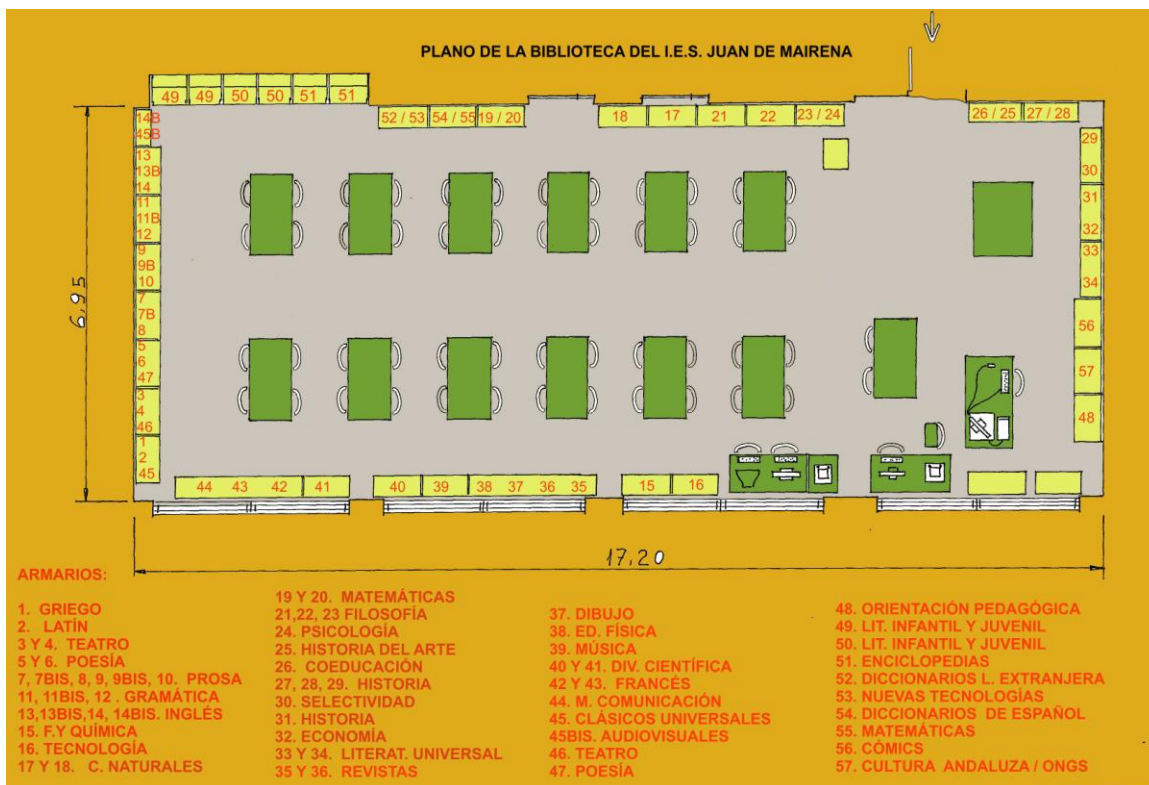 PLANO DE LA BIBLIOTECA DEL I.E.S. JUAN DE MAIRENA
49 49 50 50 51 51
52 / 53 54 / 55 19 / 20
18 17 21 22 23 / 24
26 / 25 27 / 28
14B
45B
13
13B
14
11
11B
12
9
9B
10
7
7B
8
5
6
47
3
4
46
1
2
45
29
30
31
32
33
34
56
57
48
6,95
44 43 42 41
40 39 38 37 36 35
15 16
17,20
ARMARIOS:
1. GRIEGO
2. LATÍN
3 Y 4. TEATRO
5 Y 6. POESÍA
7, 7BIS, 8, 9, 9BIS, 10. PROSA
11, 11BIS, 12 . GRAMÁTICA
13,13BIS,14, 14BIS. INGLÉS
15. F.Y QUÍMICA
16. TECNOLOGÍA
17 Y 18. C. NATURALES
19 Y 20. MATEMÁTICAS
21,22, 23 FILOSOFÍA
24. PSICOLOGÍA
25. HISTORIA DEL ARTE
26. COEDUCACIÓN
27, 28, 29. HISTORIA
30. SELECTIVIDAD
31. HISTORIA
32. ECONOMÍA
33 Y 34. LITERAT. UNIVERSAL
35 Y 36. REVISTAS
37. DIBUJO
38. ED. FÍSICA
39. MÚSICA
40 Y 41. DIV. CIENTÍFICA
42 Y 43. FRANCÉS
44. M. COMUNICACIÓN
45. CLÁSICOS UNIVERSALES
45BIS. AUDIOVISUALES
46. TEATRO
47. POESÍA
48. ORIENTACIÓN PEDAGÓGICA
49. LIT. INFANTIL Y JUVENIL
50. LIT. INFANTIL Y JUVENIL
51. ENCICLOPEDIAS
52. DICCIONARIOS L. EXTRANJERA
53. NUEVAS TECNOLOGÍAS
54. DICCIONARIOS DE ESPAÑOL
55. MATEMÁTICAS
56. CÓMICS
57. CULTURA ANDALUZA / ONGS